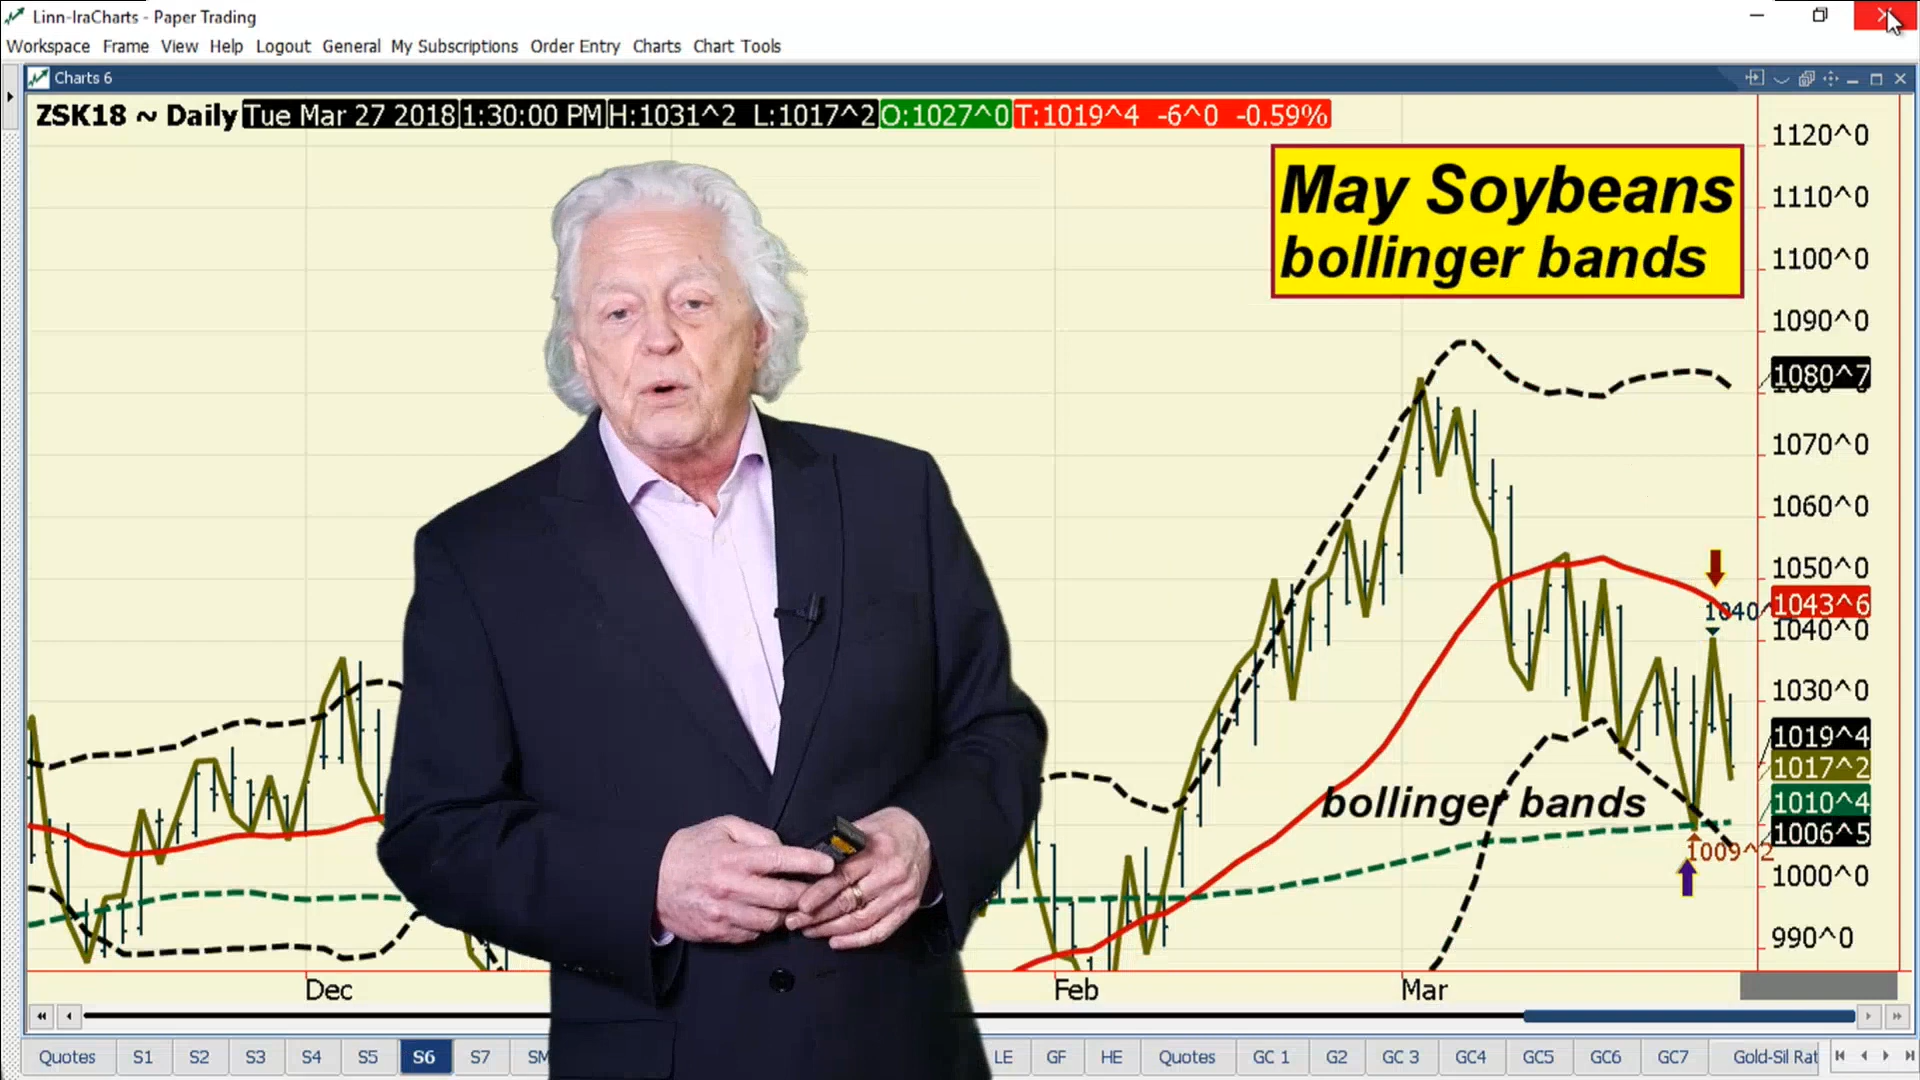 Linn-IraCharts - Paper Trading
Workspace Frame View Help Logout General My Subscriptions Order Entry Charts Chart Tools
Charts 6
ZSK18 ~ Daily Tue Mar 27 2018 1:30:00 PM H:1031^2 L:1017^2 O:1027^0 T:1019^4 -6^0 -0.59%
May Soybeans
bollinger bands
1120^0
1110^0
1100^0
1090^0
1080^7
1070^0
1060^0
1050^0
1043^6
1040^0
1030^0
1019^4
1017^2
bollinger bands
1010^4
1006^5
1009^2
1000^0
990^0
Dec Feb Mar
Quotes S1 S2 S3 S4 S5 S6 S7 LE GF HE Quotes GC 1 G2 GC 3 GC4 GC5 GC6 GC7 Gold-Sil Rat